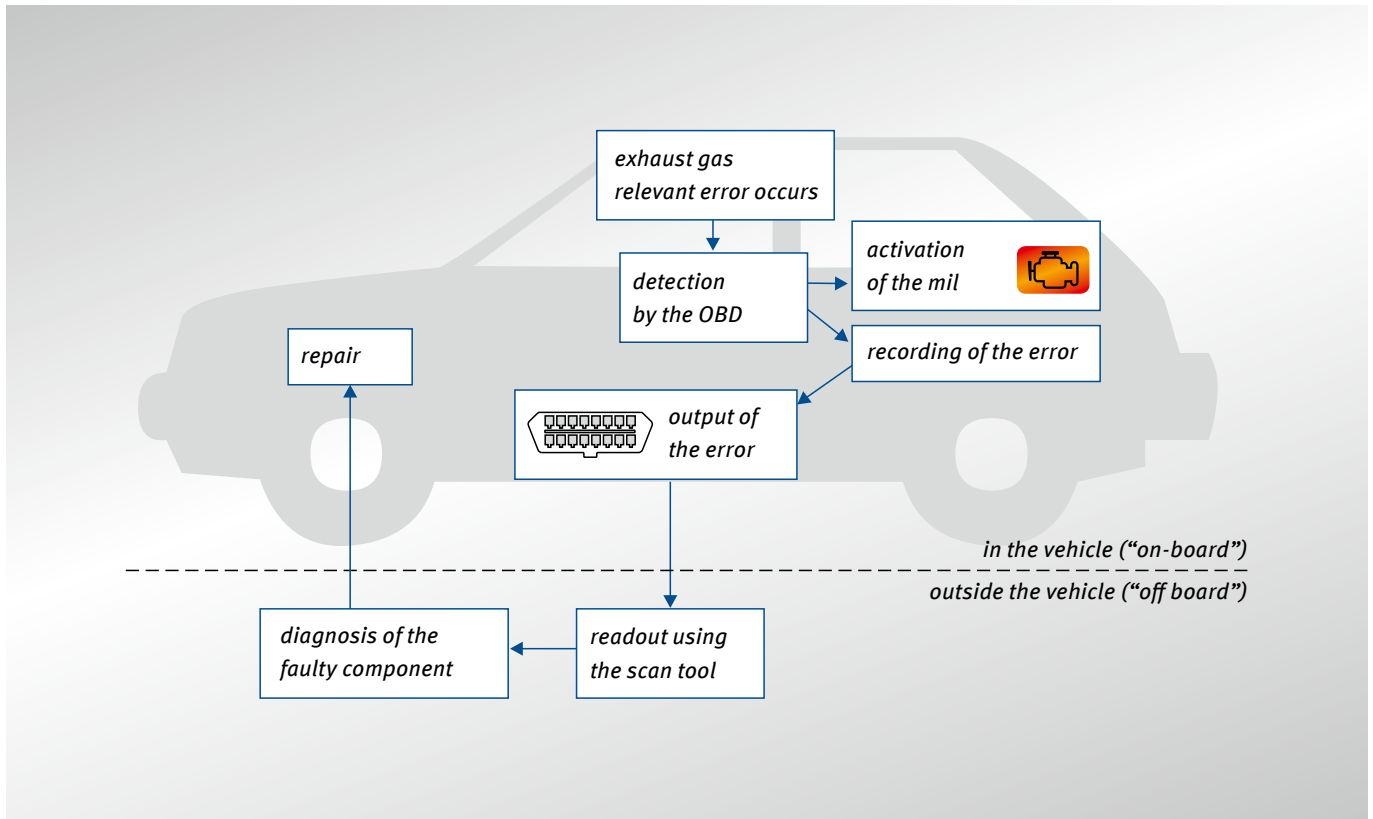 exhaust gas
relevant error occurs
detection
by the OBD
activation
of the mil
recording of the error
output of
the error
repair
in the vehicle (“on-board”)
outside the vehicle (“off board”)
readout using
the scan tool
diagnosis of the
faulty component